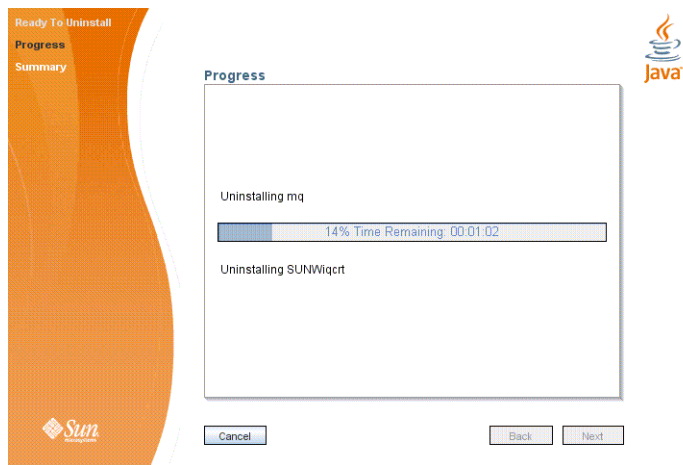 Ready To Uninstall
Progress
Summary
Java
Progress
Uninstalling mq
14% Time Remaining: 00:01:02
Uninstalling SUNWiqcrt
Sun
microsystems
Cancel
Back
Next